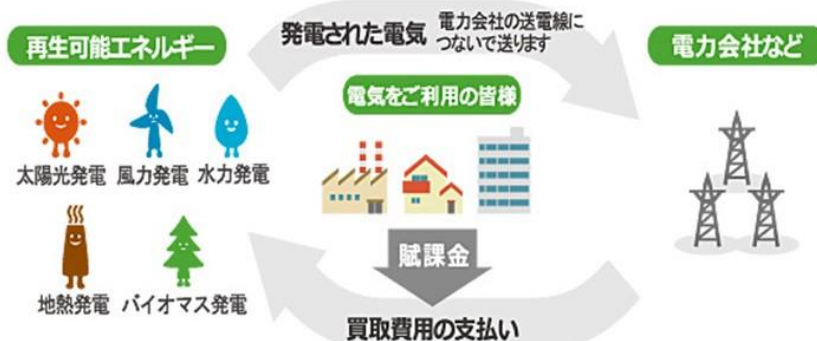 再生可能エネルギー
発電された電気
電力会社の送電線に
つないで送ります
電力会社など
電気をご利用の皆様
太陽光発電 風力発電 水力発電
地熱発電 バイオマス発電
賦課金
買取費用の支払い